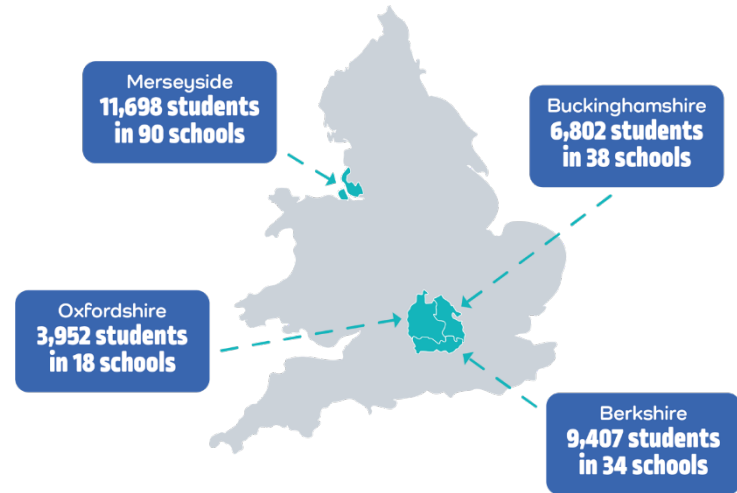 Merseyside
11,698 students
in 90 schools
Buckinghamshire
6,802 students
in 38 schools
Oxfordshire
3,952 students
in 18 schools
Berkshire
9,407 students
in 34 schools